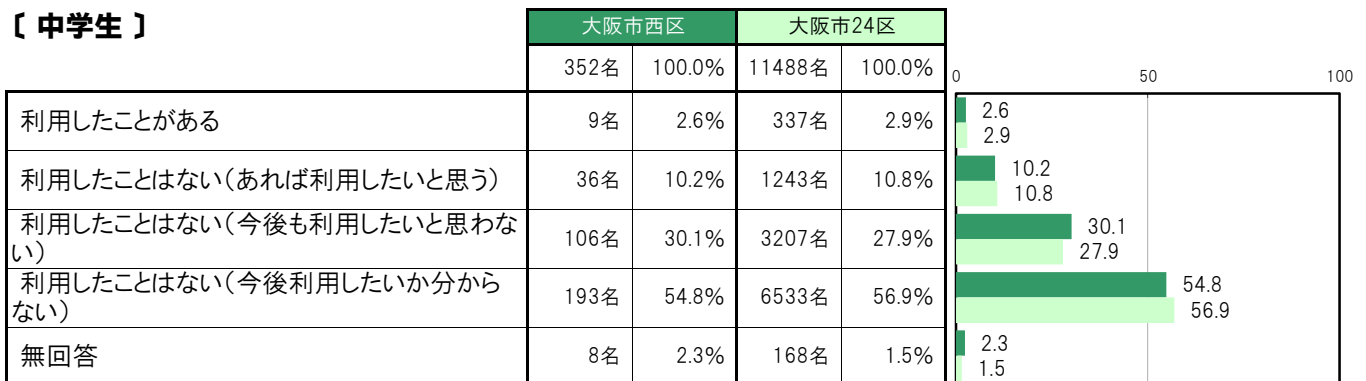 〔 中学生 〕
大阪市西区 大阪市24区
352名 100.0% 11488名 100.0%
0 50 100
利用したことがある 9名 2.6% 337名 2.9%
2.6
2.9
利用したことはない（あれば利用したいと思う） 36名 10.2% 1243名 10.8%
10.2
10.8
利用したことはない（今後も利用したいと思わな
い） 106名 30.1% 3207名 27.9%
30.1
27.9
利用したことはない（今後利用したいか分から
ない） 193名 54.8% 6533名 56.9%
54.8
56.9
無回答 8名 2.3% 168名 1.5%
2.3
1.5